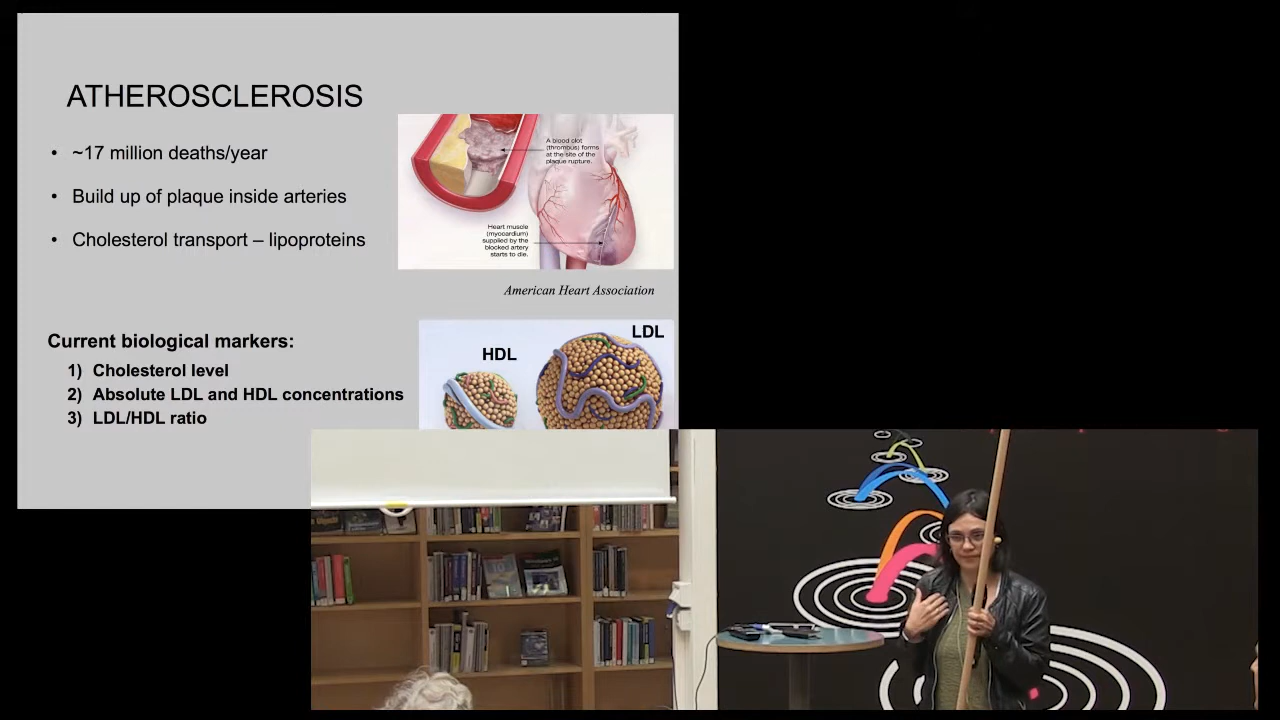 ATHEROSCLEROSIS
• ~17 million deaths/year
• Build up of plaque inside arteries
• Cholesterol transport – lipoproteins
A blood clot
(thrombus) forms
at the site of the
plaque rupture.
Heart muscle
(myocardium)
supplied by the
blocked artery
starts to die.
American Heart Association
Current biological markers:
1) Cholesterol level
2) Absolute LDL and HDL concentrations
3) LDL/HDL ratio
LDL
HDL